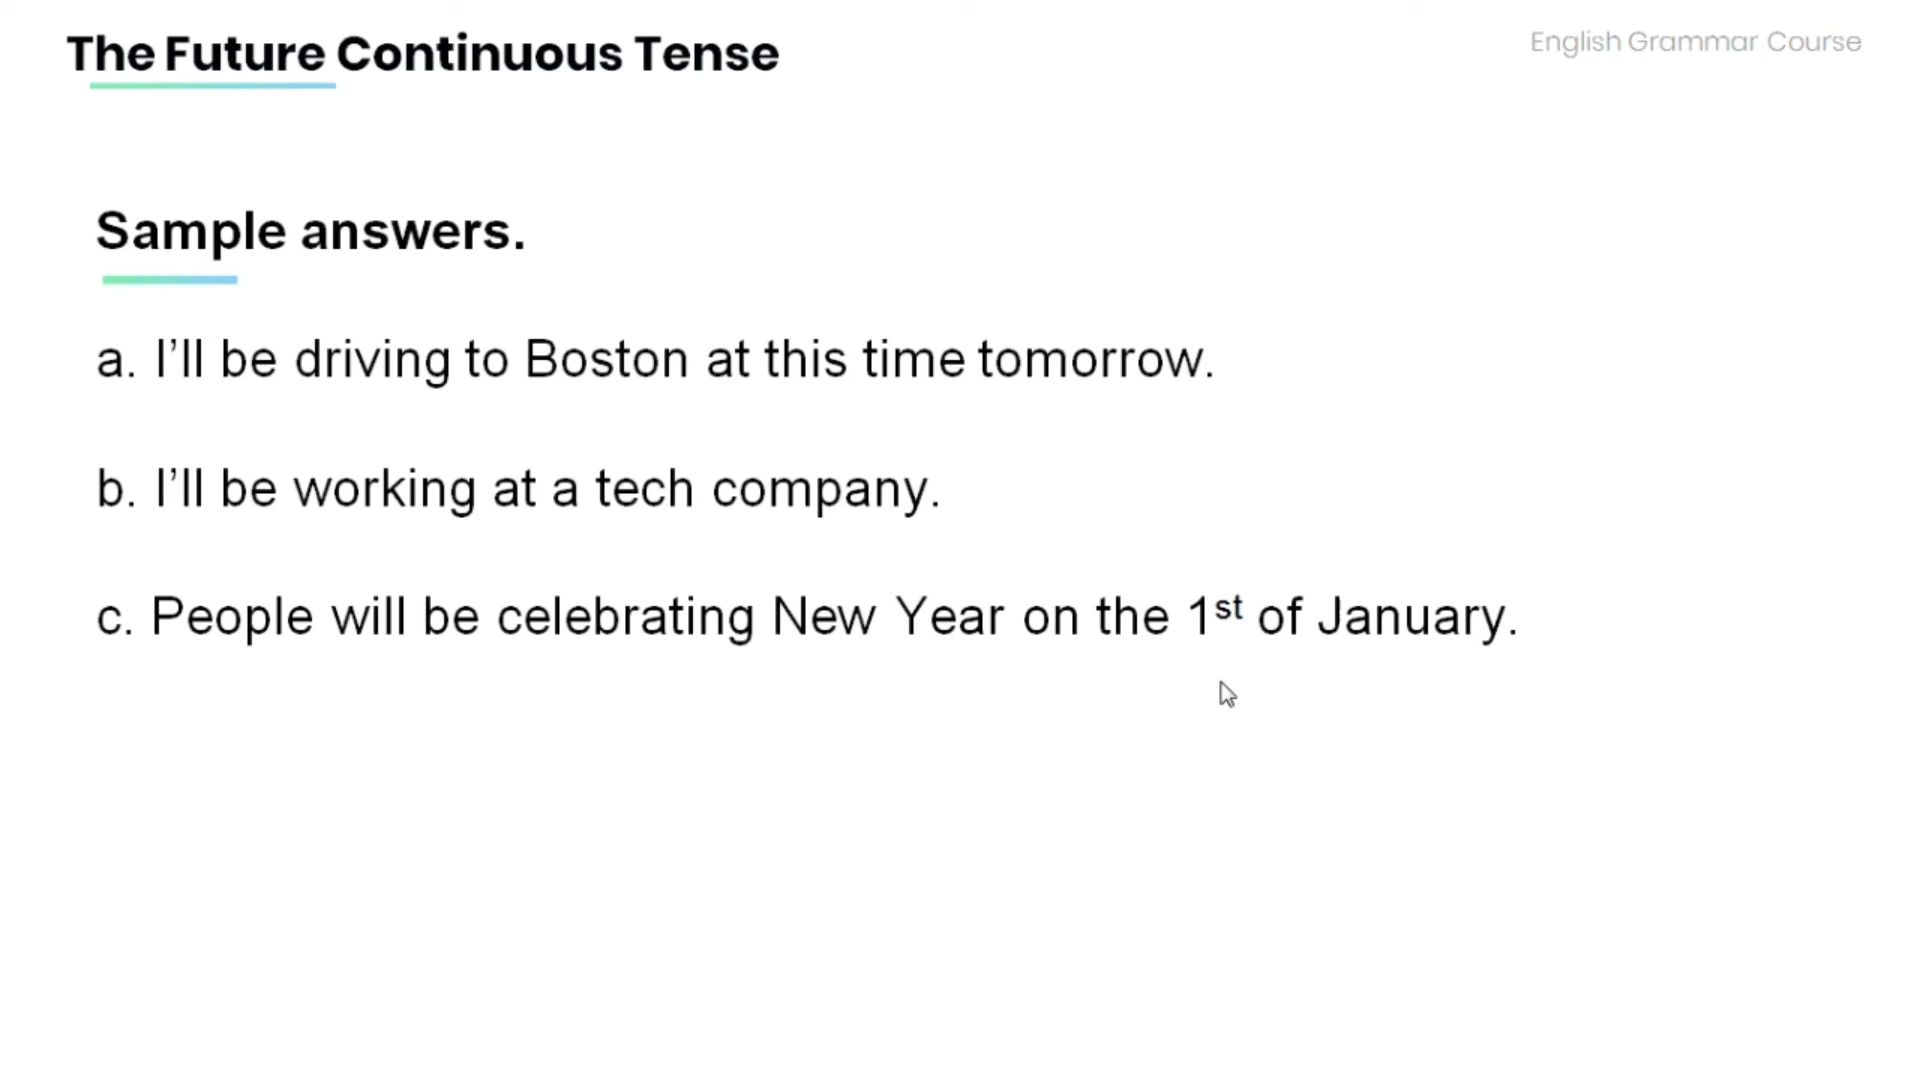 The Future Continuous Tense
English Grammar Course
Sample answers.
a. I’ll be driving to Boston at this time tomorrow.
b. I’ll be working at a tech company.
c. People will be celebrating New Year on the 1st of January.